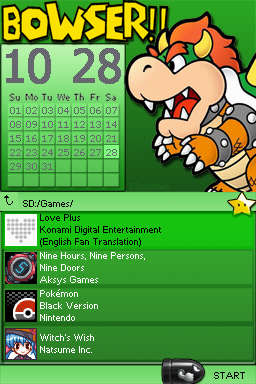 BOWSER!!
10 28
Su Mo Tu We Th Fr Sa
01 02 03 04 05 06 07
08 09 10 11 12 13 14
15 16 17 18 19 20 21
22 23 24 25 26 27 28
29 30 31
SD:/Games/
Love Plus
Konami Digital Entertainment
(English Fan Translation)
Nine Hours, Nine Persons,
Nine Doors
Aksys Games
Pokémon
Black Version
Nintendo
Witch's Wish
Natsume Inc.
START